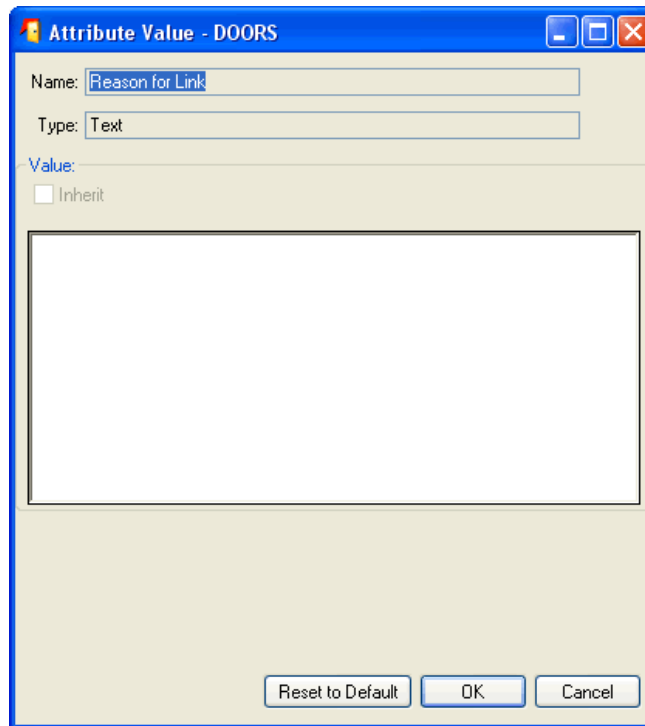 Attribute Value - DOORS
Name: Reason for Link
Type: Text
Value:
Inherit
Reset to Default OK Cancel